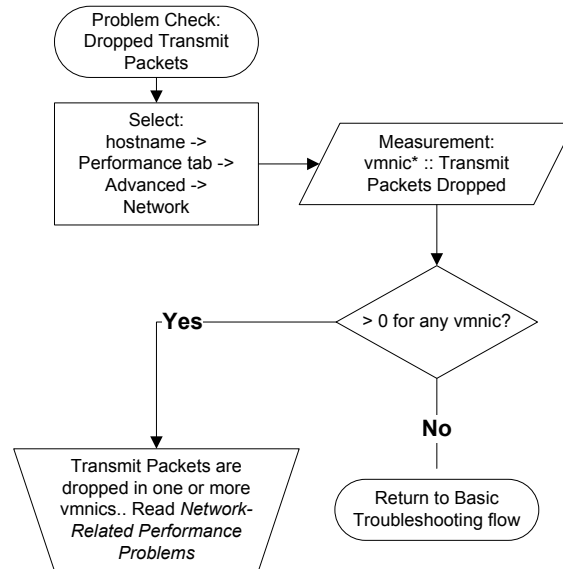 Problem Check:
Dropped Transmit
Packets
Select:
hostname ->
Performance tab ->
Advanced ->
Network
Measurement:
vmnic* :: Transmit
Packets Dropped
> 0 for any vmnic?
Yes
No
Transmit Packets are
dropped in one or more
vmnics.. Read Network-
Related Performance
Problems
Return to Basic
Troubleshooting flow